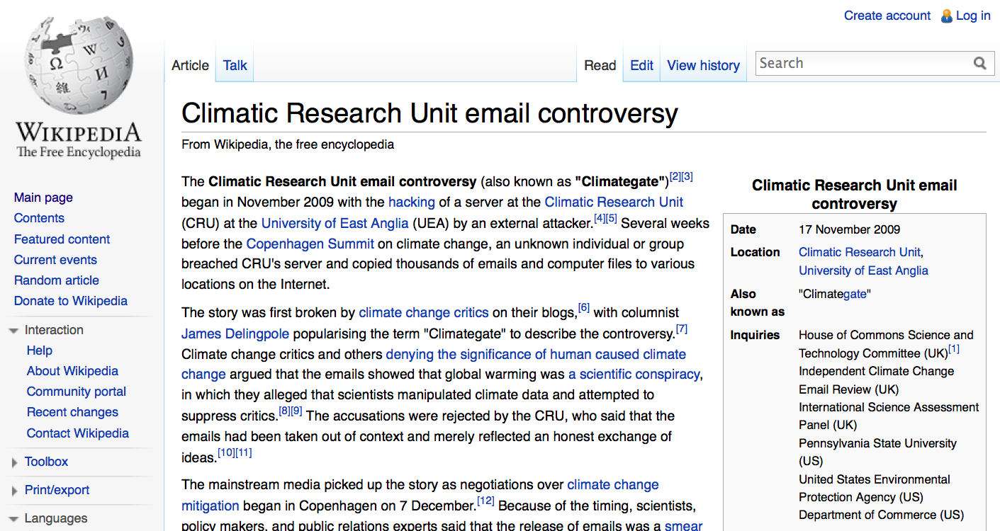 Create account Log in
Article Talk Read Edit View history Search
WIKIPEDIA
The Free Encyclopedia
Main page
Contents
Featured content
Current events
Random article
Donate to Wikipedia
Interaction
Help
About Wikipedia
Community portal
Recent changes
Contact Wikipedia
Toolbox
Print/export
Languages
Climatic Research Unit email controversy
From Wikipedia, the free encyclopedia
The Climatic Research Unit email controversy (also known as "Climategate")[2][3]
began in November 2009 with the hacking of a server at the Climatic Research Unit
(CRU) at the University of East Anglia (UEA) by an external attacker.[4][5] Several weeks
before the Copenhagen Summit on climate change, an unknown individual or group
breached CRU's server and copied thousands of emails and computer files to various
locations on the Internet.
The story was first broken by climate change critics on their blogs,[6] with columnist
James Delingpole popularising the term "Climategate" to describe the controversy.[7]
Climate change critics and others denying the significance of human caused climate
change argued that the emails showed that global warming was a scientific conspiracy,
in which they alleged that scientists manipulated climate data and attempted to
suppress critics.[8][9] The accusations were rejected by the CRU, who said that the
emails had been taken out of context and merely reflected an honest exchange of
ideas.[10][11]
The mainstream media picked up the story as negotiations over climate change
mitigation began in Copenhagen on 7 December.[12] Because of the timing, scientists,
policy makers, and public relations experts said that the release of emails was a smear
Climatic Research Unit email
controversy
Date 17 November 2009
Location Climatic Research Unit,
University of East Anglia
Also "Climategate"
known as
Inquiries House of Commons Science and
Technology Committee (UK)[1]
Independent Climate Change
Email Review (UK)
International Science Assessment
Panel (UK)
Pennsylvania State University
(US)
United States Environmental
Protection Agency (US)
Department of Commerce (US)